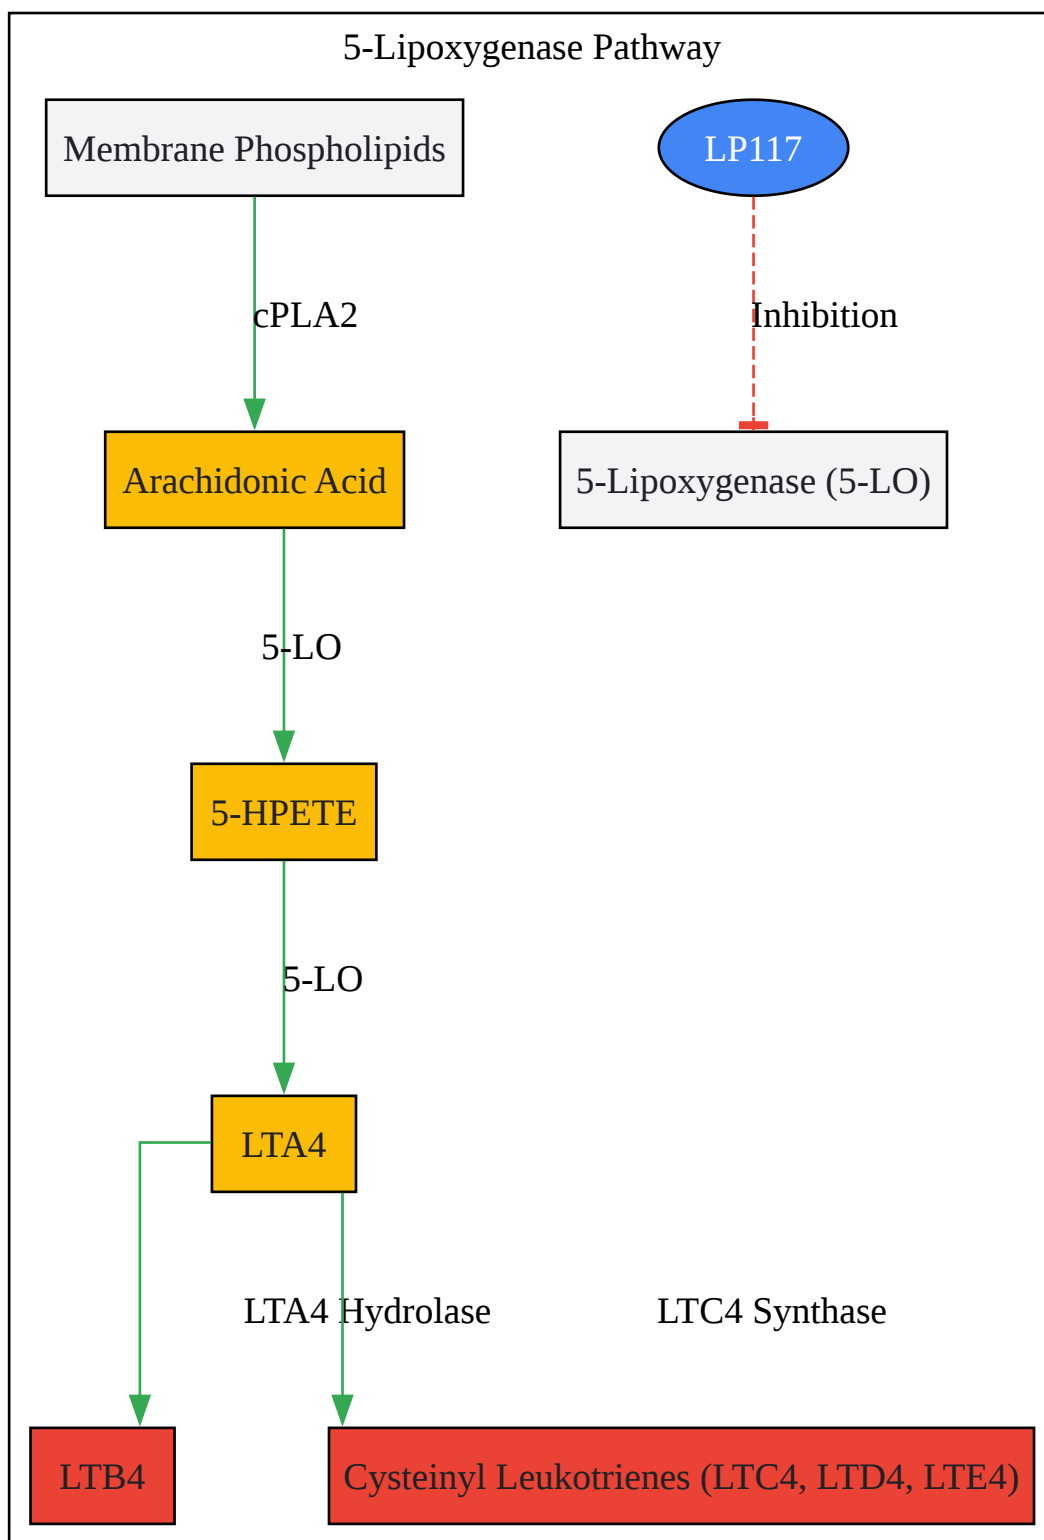 5-Lipoxygenase Pathway
Membrane Phospholipids
LP117
cPLA2
Inhibition
Arachidonic Acid
5-Lipoxygenase (5-LO)
5-LO
5-HPETE
5-LO
LTA4
LTA4 Hydrolase
LTC4 Synthase
LTB4
Cysteinyl Leukotrienes (LTC4, LTD4, LTE4)